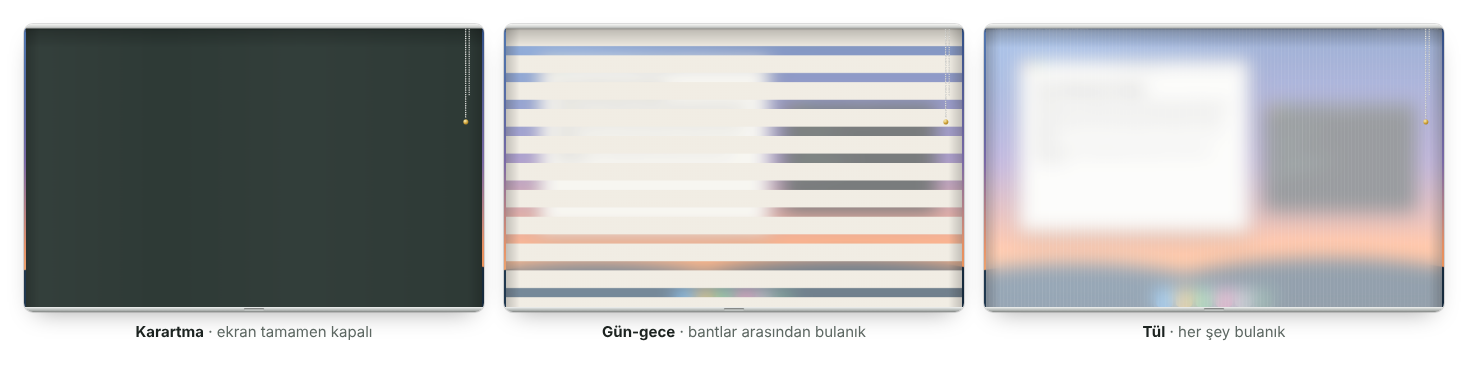 Karartma · ekran tamamen kapalı
Gün-gece · bantlar arasından bulanık
Tül · her şey bulanık